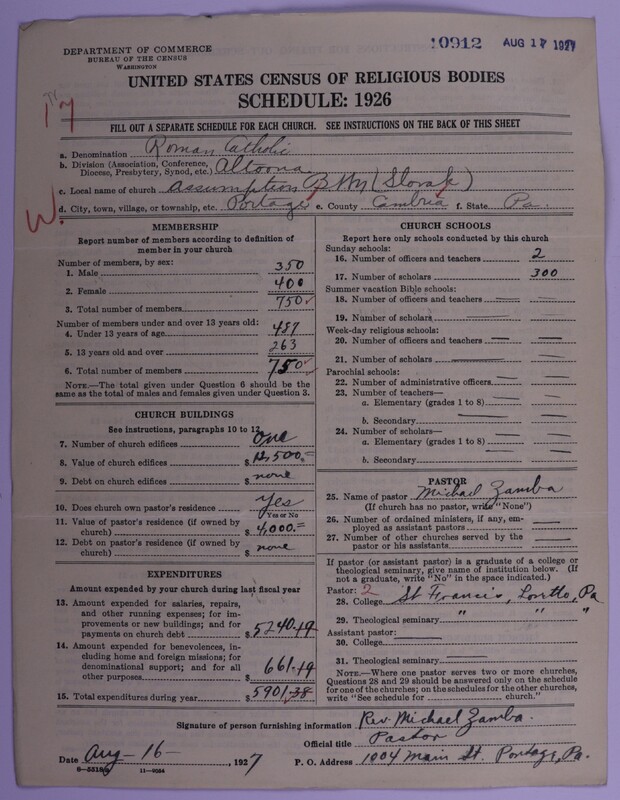 10912 AUG 17 1927
DEPARTMENT OF COMMERCE
BUREAU OF THE CENSUS
WASHINGTON
UNITED STATES CENSUS OF RELIGIOUS BODIES
SCHEDULE: 1926
FILL OUT A SEPARATE SCHEDULE FOR EACH CHURCH. SEE INSTRUCTIONS ON THE BACK OF THIS SHEET
a. Denomination Roman Catholic
b. Division (Association, Conference, Diocese, Presbytery, Synod, etc.) Altoona
c. Local name of church Assumption B.V.M (Slovak)
d. City, town, village, or township, etc. Portage e. County Cambria f. State Pa.
MEMBERSHIP
Report number of members according to definition of
member in your church
Number of members, by sex:
1. Male 350
2. Female 400
3. Total number of members 750
Number of members under and over 13 years old:
4. Under 13 years of age 487
5. 13 years old and over 263
6. Total number of members 750
NOTE.—The total given under Question 6 should be the
same as the total of males and females given under Question 3.
CHURCH BUILDINGS
See instructions, paragraphs 10 to 12
7. Number of church edifices One
8. Value of church edifices $
9. Debt on church edifices $ none
10. Does church own pastor's residence? Yes
Yes or No
11. Value of pastor's residence (if owned by
church) $ 4,000.=
12. Debt on pastor's residence (if owned by
church) $ none
EXPENDITURES
Amount expended by your church during last fiscal year
13. Amount expended for salaries, repairs,
and other running expenses; for im-
provements or new buildings; and for
payments on church debt $ 5240.19
14. Amount expended for benevolences, in-
cluding home and foreign missions; for
denominational support; and for all
other purposes $ 661.19
15. Total expenditures during year $ 5901.38
CHURCH SCHOOLS
Report here only schools conducted by this church
Sunday schools:
16. Number of officers and teachers 2
17. Number of scholars 300
Summer vacation Bible schools:
18. Number of officers and teachers
19. Number of scholars
Week-day religious schools:
20. Number of officers and teachers
21. Number of scholars
Parochial schools:
22. Number of administrative officers
23. Number of teachers—
a. Elementary (grades 1 to 8)
b. Secondary
24. Number of scholars—
a. Elementary (grades 1 to 8)
b. Secondary
PASTOR
25. Name of pastor Michael Zamba
(If church has no pastor, write "None")
26. Number of ordained ministers, if any, em-
ployed as assistant pastors
27. Number of other churches served by the
pastor or his assistants
If pastor (or assistant pastor) is a graduate of a college or
theological seminary, give name of institution below. (If
not a graduate, write "No" in the space indicated.)
Pastor: 2
28. College St Francis, Loretto, Pa
29. Theological seminary " " "
Assistant pastor:
30. College
31. Theological seminary
NOTE.—Where one pastor serves two or more churches,
Questions 28 and 29 should be answered only on the schedule
for one of the churches; on the schedules for the other churches,
write "See schedule for church."
Signature of person furnishing information Rev. Michael Zamba.
Official title Pastor
Date Aug-16-, 1927 P. O. Address 1004 Main St. Portage, Pa.
11—9054